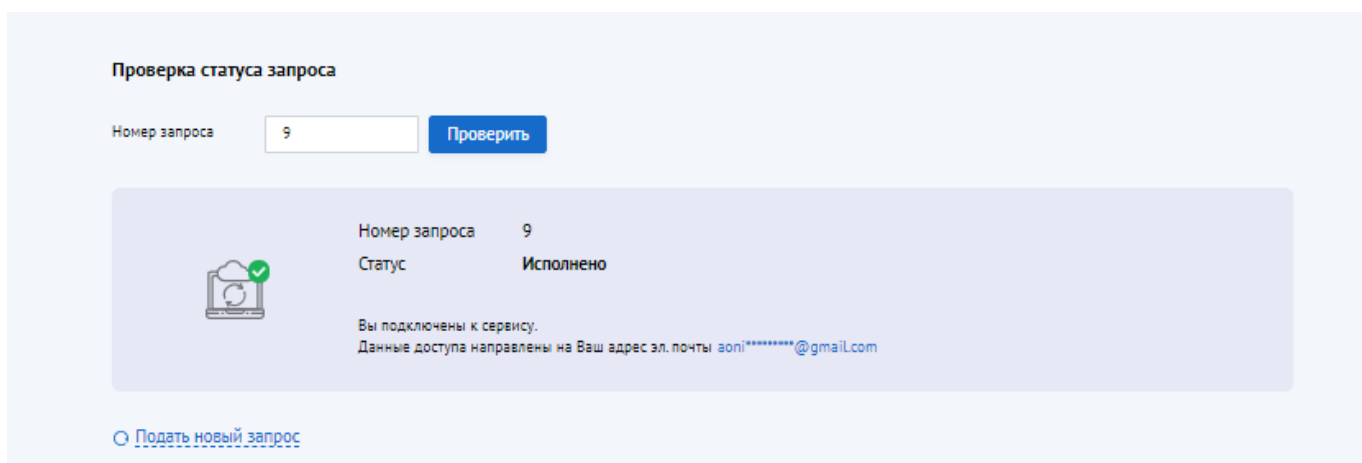 Проверка статуса запроса
Номер запроса 9 Проверить
Номер запроса 9
Статус Исполнено
Вы подключены к сервису.
Данные доступа направлены на Ваш адрес эл. почты aoni*********@gmail.com
Подать новый запрос